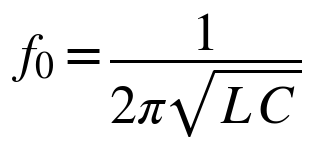 f₀ = 1 / (2π√(LC))